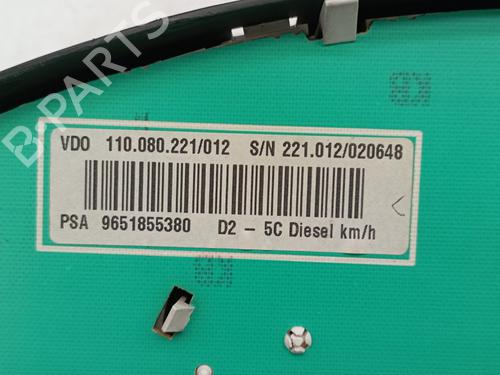 B-PARTS
VDO 110.080.221/012 S/N 221.012/020648
PSA 9651855380 D2 - 5C Diesel km/h